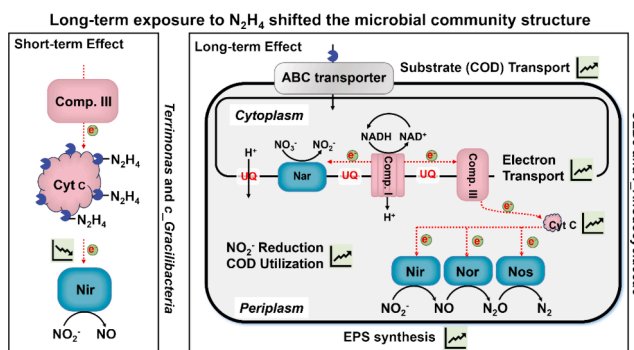 Long-term exposure to N₂H₄ shifted the microbial community structure
Short-term Effect
Comp. III
e⁻
Cyt c
N₂H₄
N₂H₄
N₂H₄
e⁻
Nir
NO₂⁻
NO
Terrimonas and c_Gracilibacteria
Long-term Effect
ABC transporter
Substrate (COD) Transport
Cytoplasm
NADH
NAD⁺
H⁺
NO₃⁻
NO₂⁻
e⁻
e⁻
Electron
Transport
UQ
Nar
UQ
Comp. I
UQ
Comp. III
H⁺
e⁻
Cyt C
NO₂⁻ Reduction
COD Utilization
e⁻
e⁻
e⁻
Nir
Nor
Nos
NO₂⁻
NO
N₂O
N₂
Periplasm
EPS synthesis